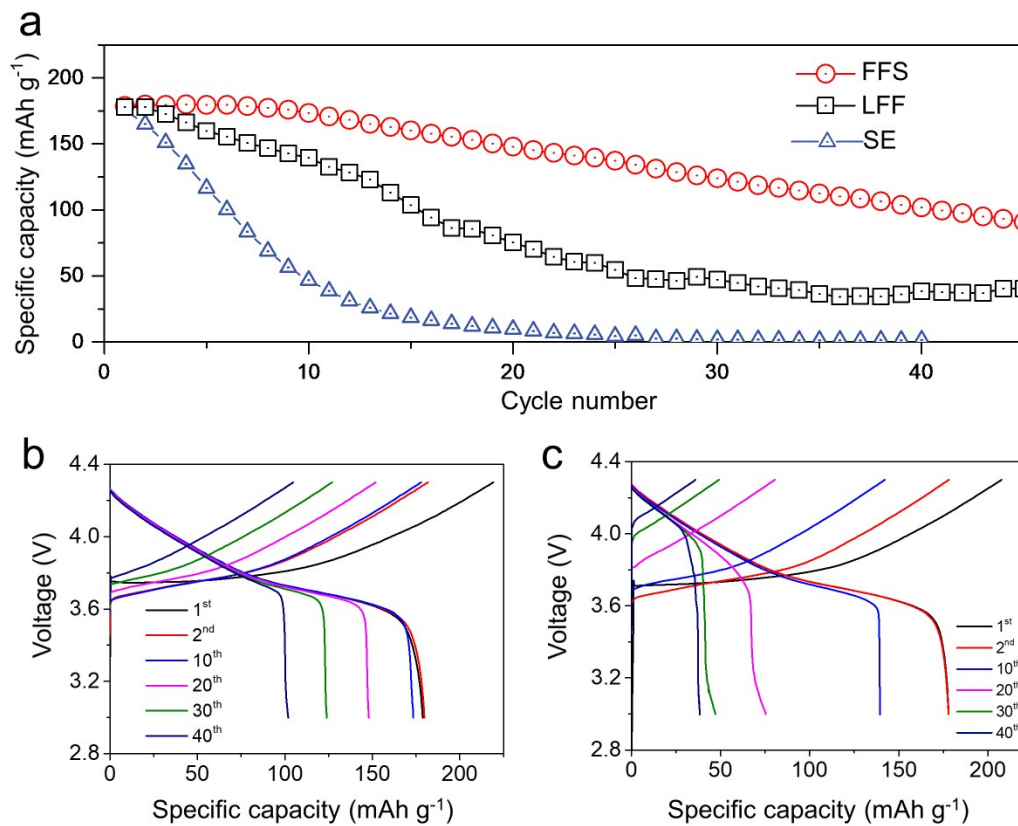 a
Specific capacity (mAh g⁻¹)
200
150
100
50
0
FFS
LFF
SE
0
10
20
30
40
Cycle number
b
Voltage (V)
4.4
4.0
3.6
3.2
2.8
1st
2nd
10th
20th
30th
40th
0
50
100
150
200
Specific capacity (mAh g⁻¹)
c
Voltage (V)
4.4
4.0
3.6
3.2
2.8
1st
2nd
10th
20th
30th
40th
0
50
100
150
200
Specific capacity (mAh g⁻¹)